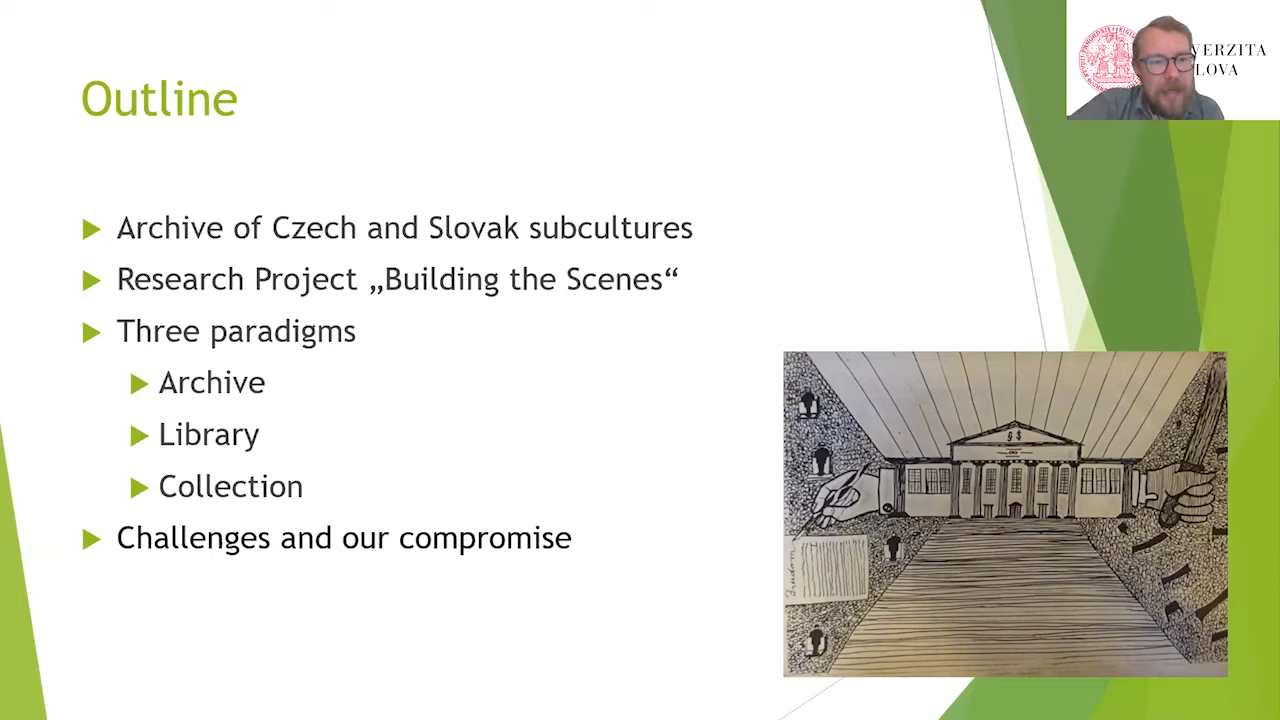 Outline
VERZITA
LOVA
Archive of Czech and Slovak subcultures
Research Project „Building the Scenes“
Three paradigms
Archive
Library
Collection
Challenges and our compromise
§ $
Freedom